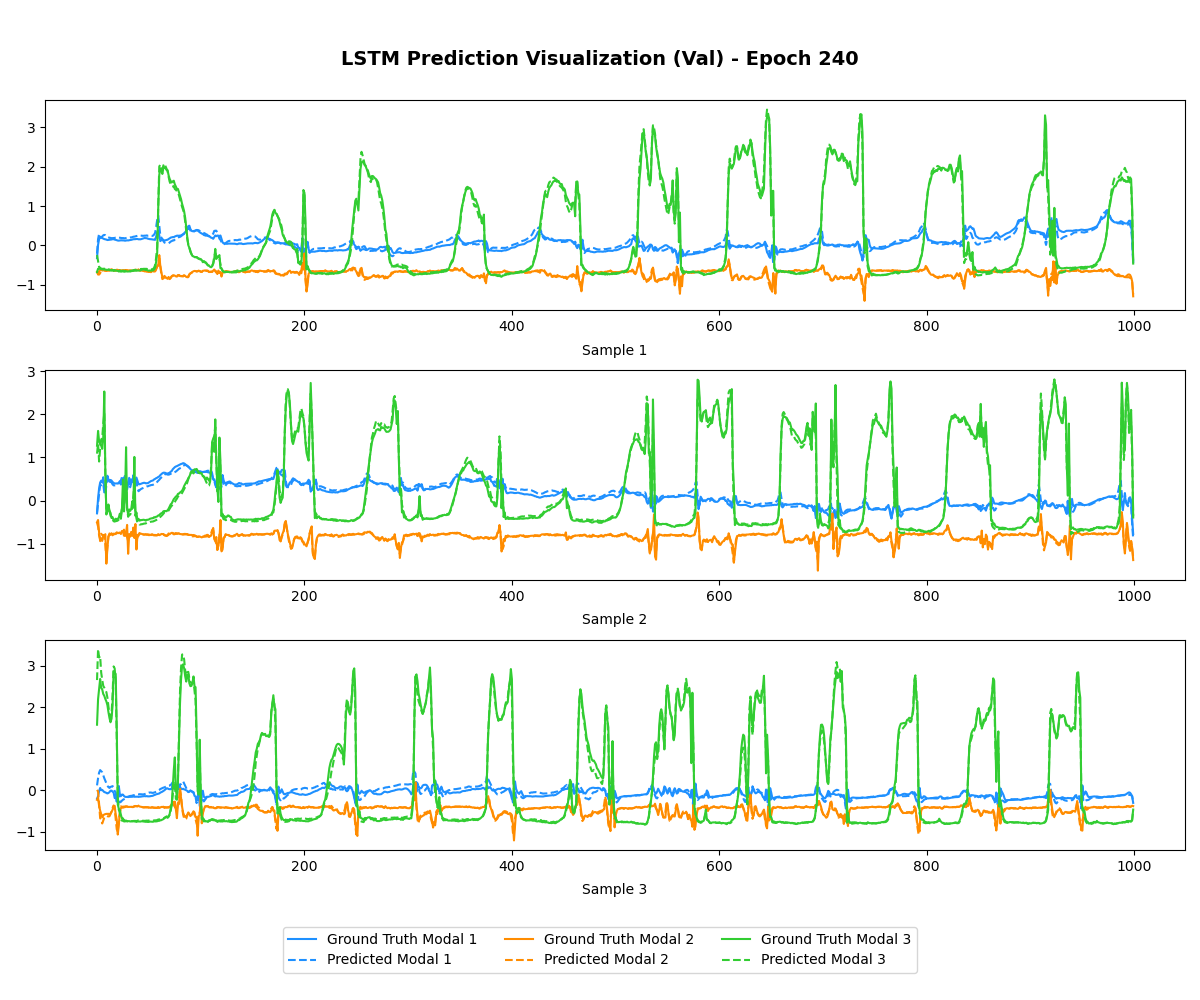 LSTM Prediction Visualization (Val) - Epoch 240
3
2
1
0
−1
0 200 400 600 800 1000
Sample 1
3
2
1
0
−1
0 200 400 600 800 1000
Sample 2
3
2
1
0
−1
0 200 400 600 800 1000
Sample 3
Ground Truth Modal 1 Ground Truth Modal 2 Ground Truth Modal 3
Predicted Modal 1 Predicted Modal 2 Predicted Modal 3